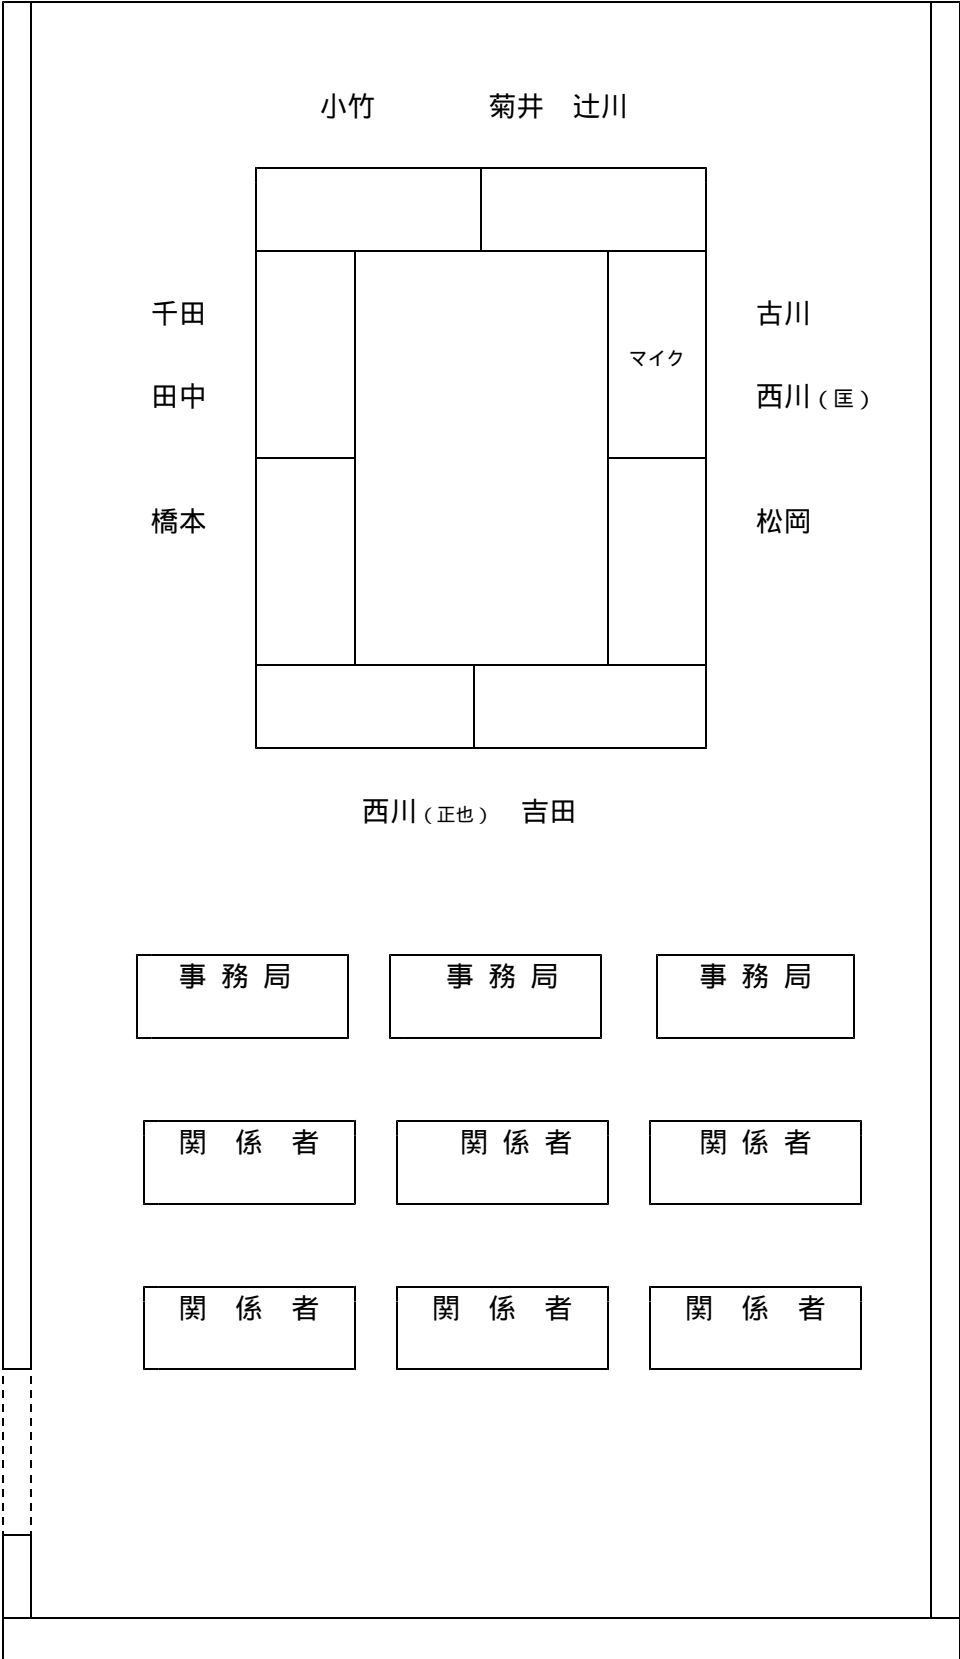 小竹　菊井　辻川
千田　古川
マイク
田中　西川（匡）
橋本　松岡
西川（正也）　吉田
事務局　事務局　事務局
関係者　関係者　関係者
関係者　関係者　関係者